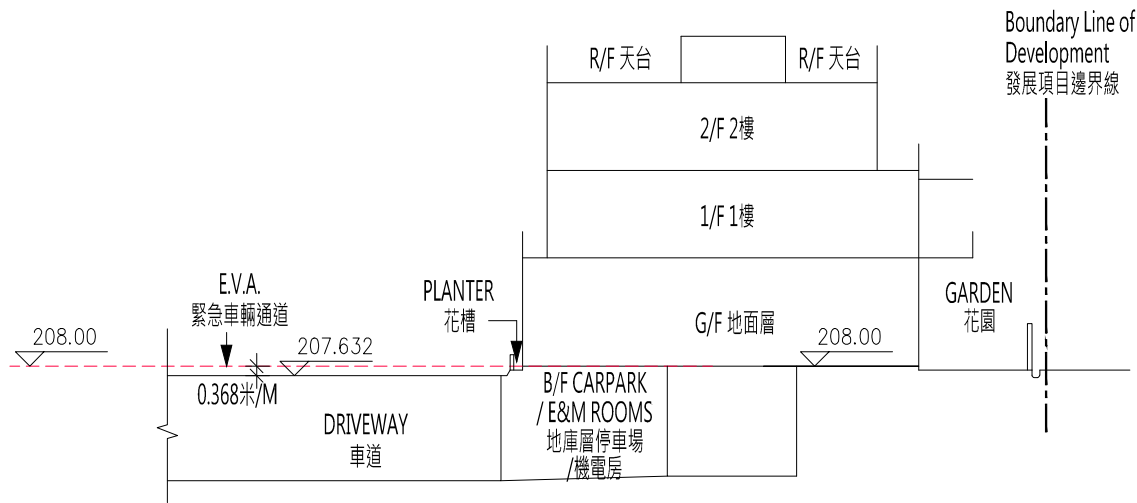 Boundary Line of
Development
發展項目邊界線
R/F 天台
R/F 天台
2/F 2樓
1/F 1樓
E.V.A.
緊急車輛通道
PLANTER
花槽
GARDEN
花園
G/F 地面層
208.00
207.632
208.00
0.368米/M
B/F CARPARK
/ E&M ROOMS
地庫層停車場
/機電房
DRIVEWAY
車道